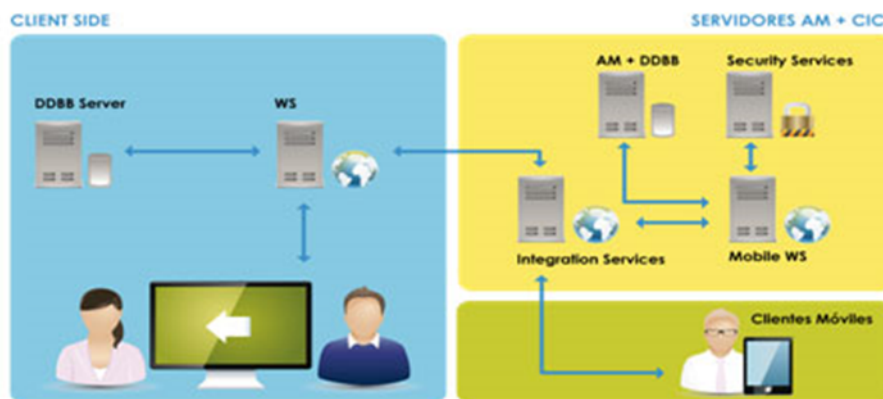 CLIENT SIDE
SERVIDORES AM + CIC
AM + DDBB
Security Services
DDBB Server
WS
Integration Services
Mobile WS
Clientes Móviles